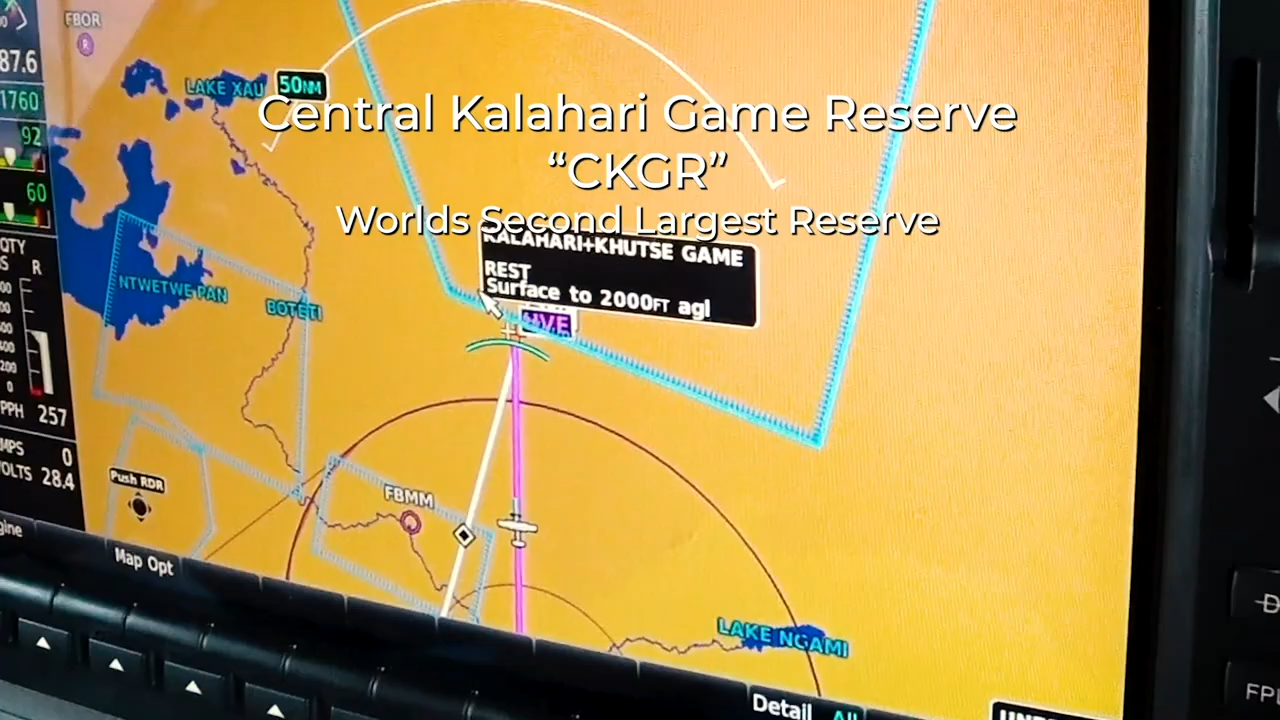 Central Kalahari Game Reserve
“CKGR”
Worlds Second Largest Reserve
FBOR
R
87.6
1760
92
60
LAKE XAU
50NM
KALAHARI+KHUTSE GAME
REST
Surface to 2000FT agl
NTWETWE PAN
BOTETI
QTY
R
0
PPH 257
0
VOLTS 28.4
Push RDR
FBMM
LAKE NGAMI
Map Opt
Detail All